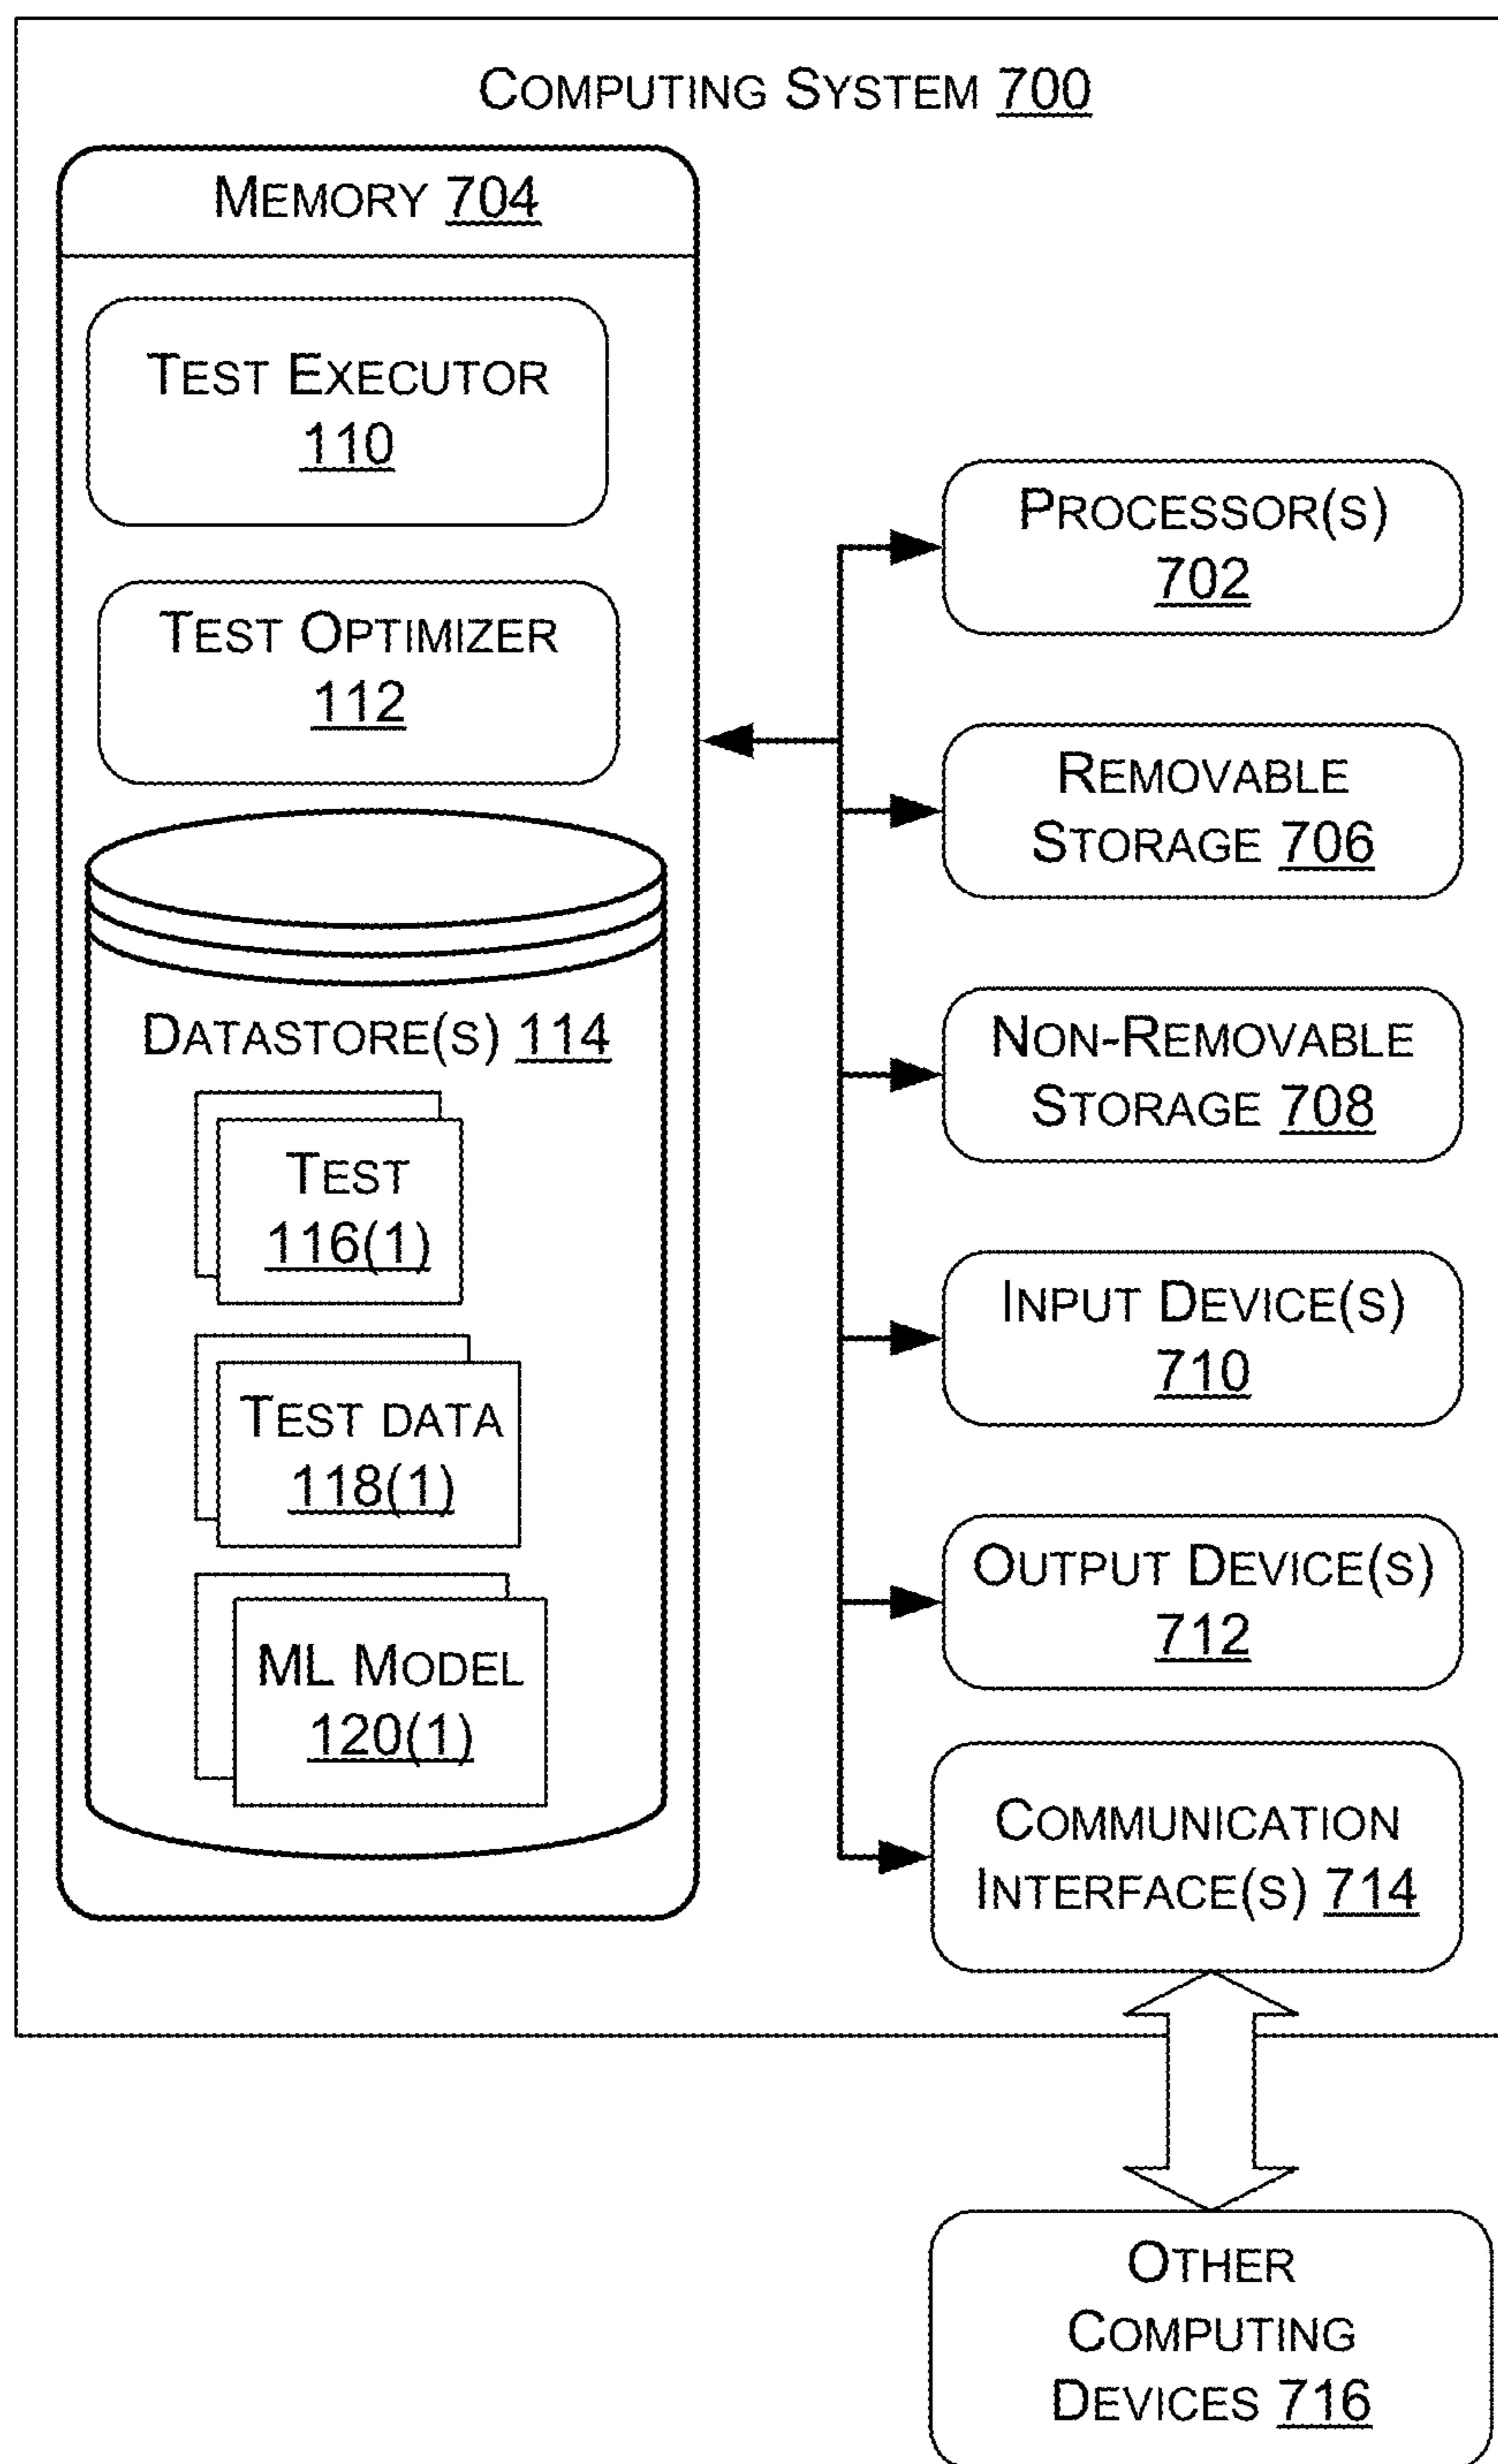 COMPUTING SYSTEM 700
MEMORY 704
TEST EXECUTOR
110
TEST OPTIMIZER
112
DATASTORE(S) 114
TEST
116(1)
TEST DATA
118(1)
ML MODEL
120(1)
PROCESSOR(S)
702
REMOVABLE
STORAGE 706
NON-REMOVABLE
STORAGE 708
INPUT DEVICE(S)
710
OUTPUT DEVICE(S)
712
COMMUNICATION
INTERFACE(S) 714
OTHER
COMPUTING
DEVICES 716